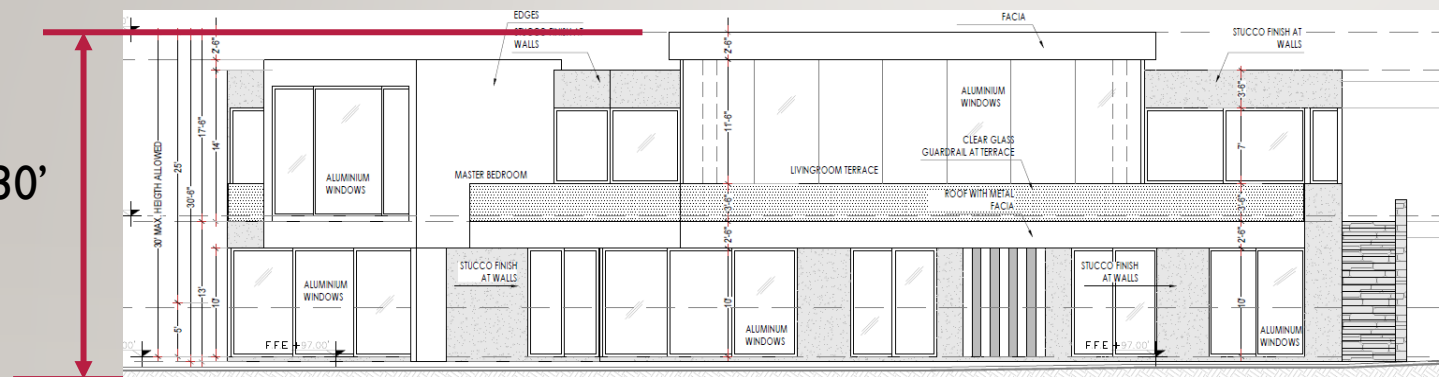 EDGES
FACIA
STUCCO FINISH AT
WALLS
STUCCO FINISH AT
WALLS
2'-6"
2'-6"
30'
30' MAX. HEIGTH ALLOWED
25'
30'-6"
17'-6"
14'
11'-6"
3'-6"
7'
ALUMINIUM
WINDOWS
CLEAR GLASS
GUARDRAIL AT TERRACE
ALUMINIUM
WINDOWS
MASTER BEDROOM
LIVINGROOM TERRACE
ROOF WITH METAL
FACIA
3'-6"
3'-6"
2'-6"
2'-6"
STUCCO FINISH
AT WALLS
STUCCO FINISH
AT WALLS
ALUMINIUM
WINDOWS
13'
10'
5'
10'
10'
ALUMINUM
WINDOWS
ALUMINUM
WINDOWS
FFE +97.00'
FFE +97.00'